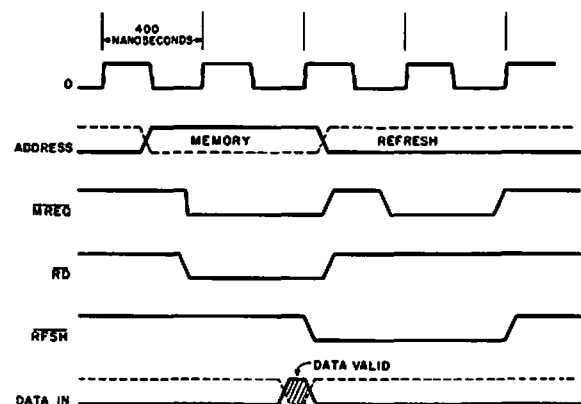 400
NANOSECONDS
0
ADDRESS
MEMORY
REFRESH
MREQ
RD
RFSH
DATA VALID
DATA IN